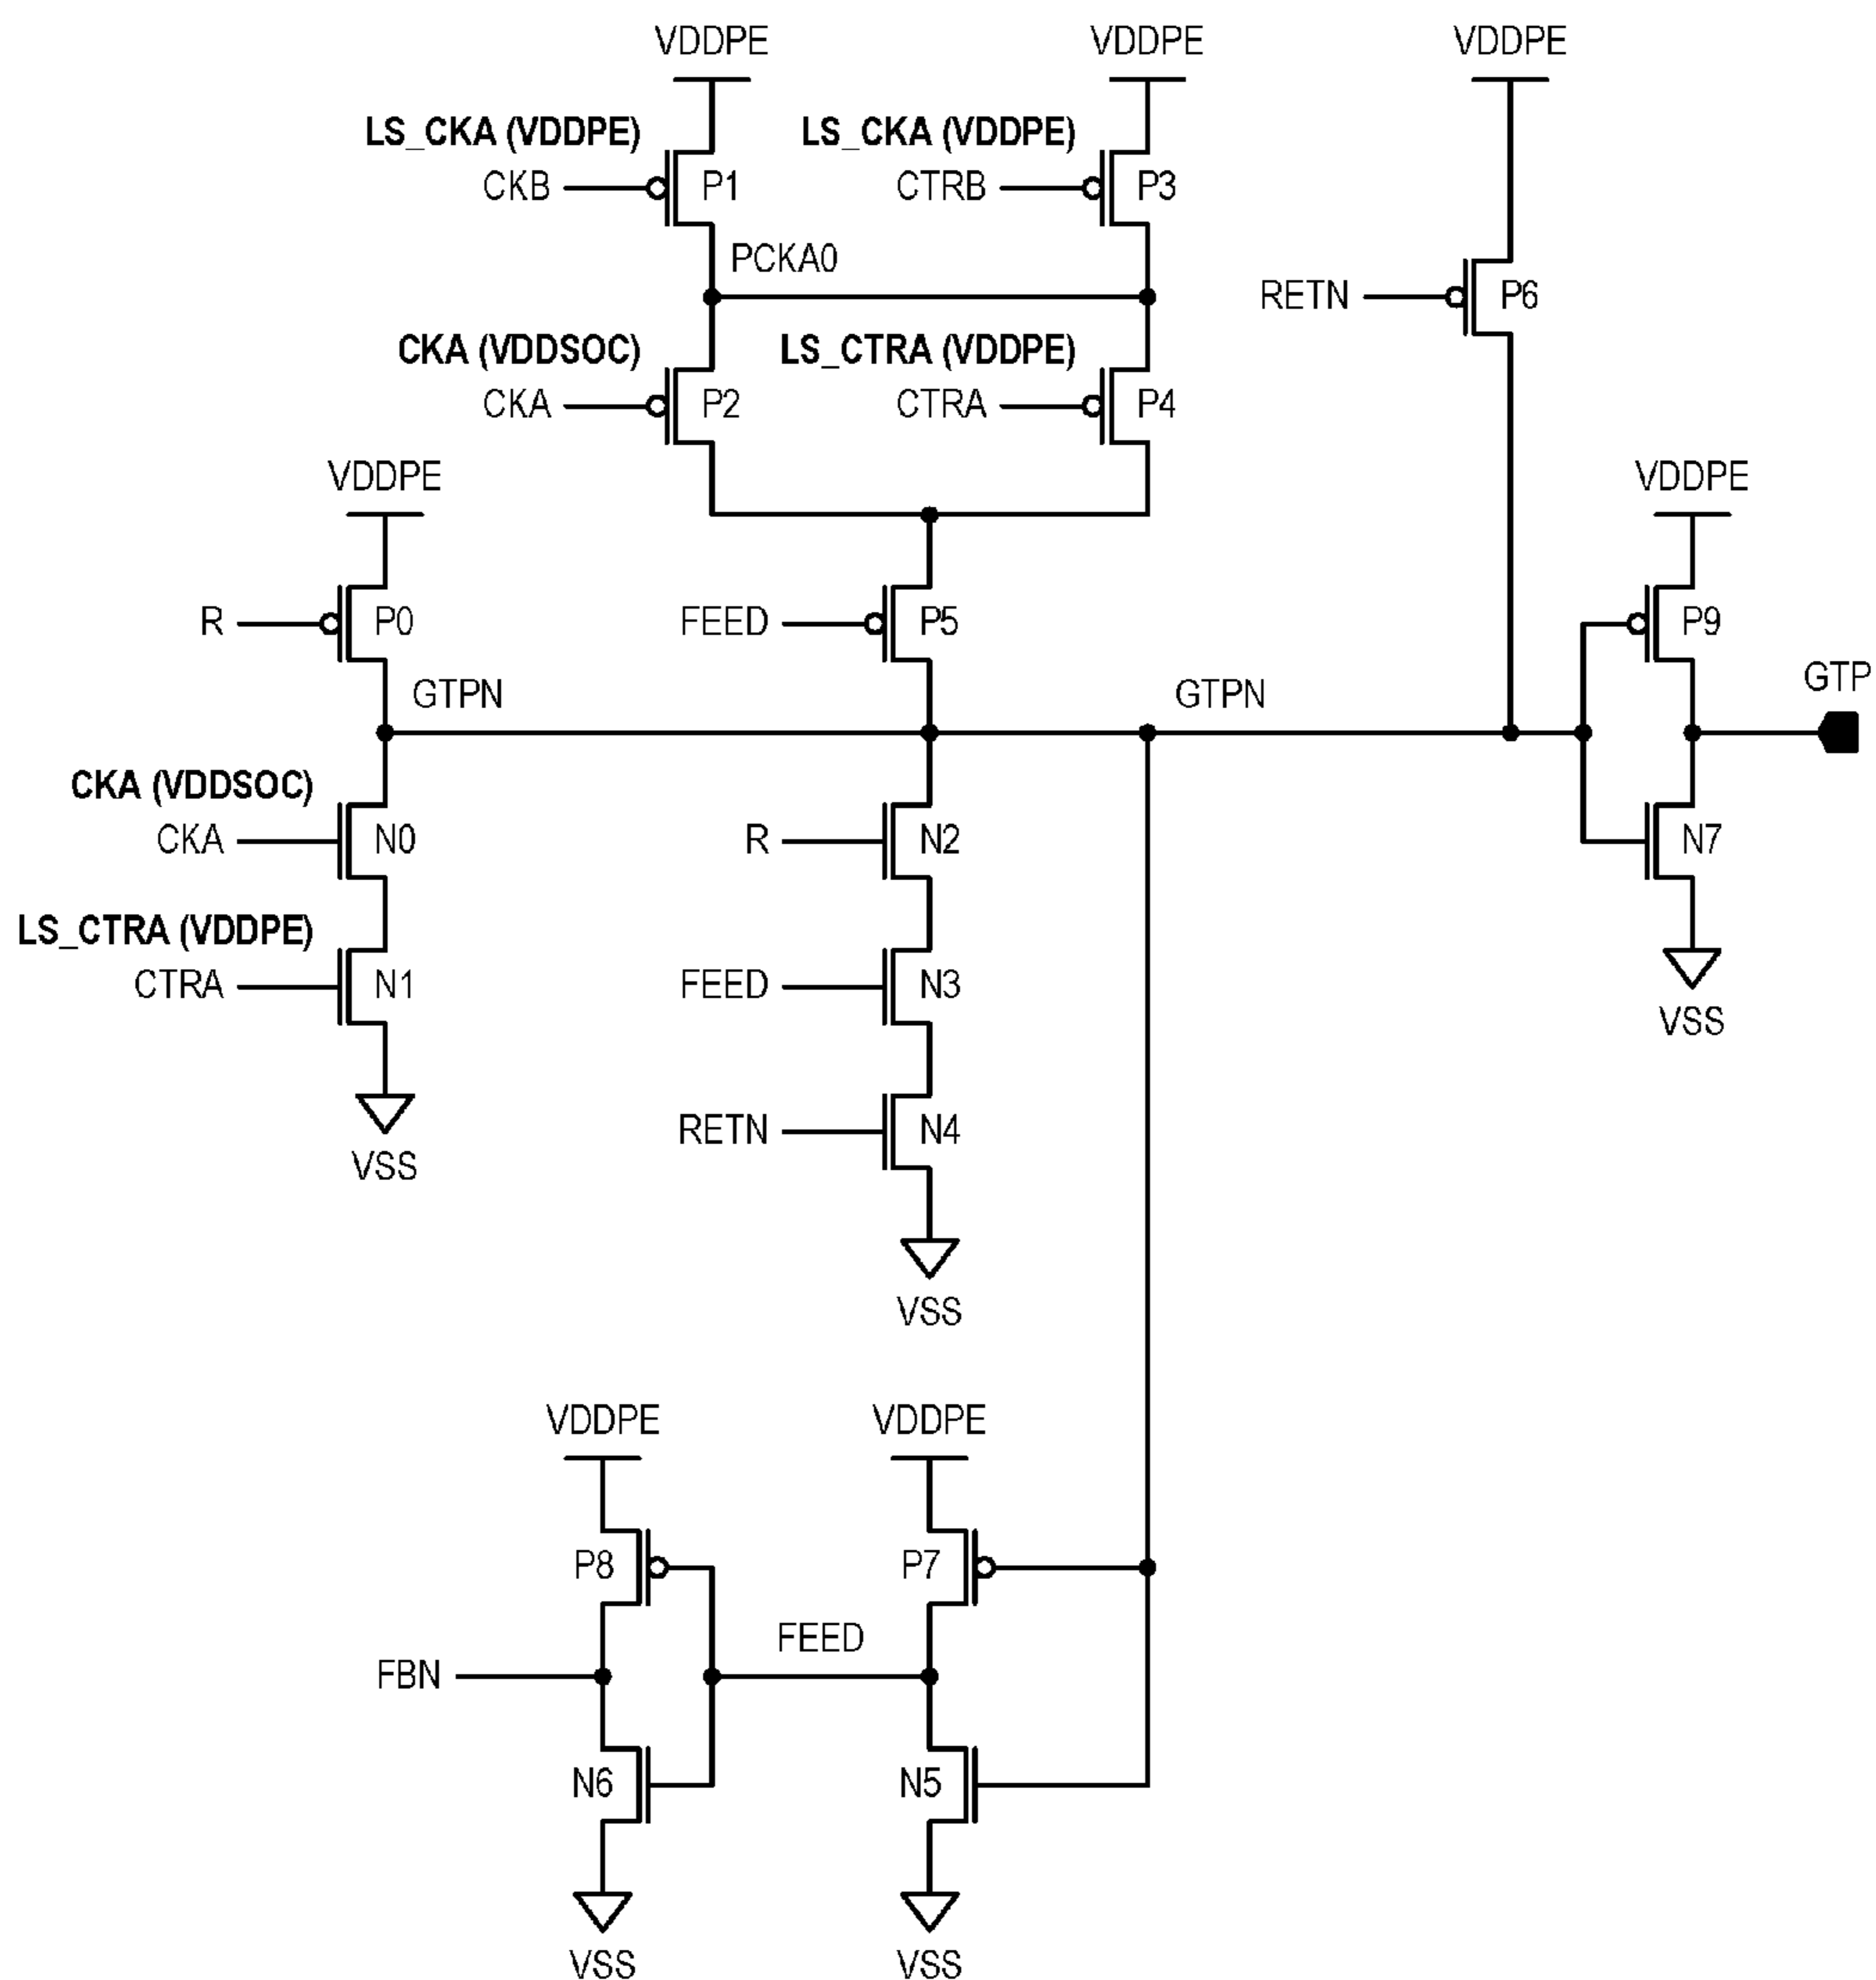 VDDPE VDDPE VDDPE
LS_CKA (VDDPE) LS_CKA (VDDPE)
CKB P1 CTRB P3
PCKA0
RETN P6
CKA (VDDSOC) LS_CTRA (VDDPE)
CKA P2 CTRA P4
VDDPE VDDPE
R P0 FEED P5 P9
GTPN GTPN GTP
CKA (VDDSOC)
CKA N0 R N2 N7
LS_CTRA (VDDPE)
CTRA N1 FEED N3
VSS
RETN N4
VSS
VSS
VDDPE VDDPE
P8 P7
FEED
FBN
N6 N5
VSS VSS